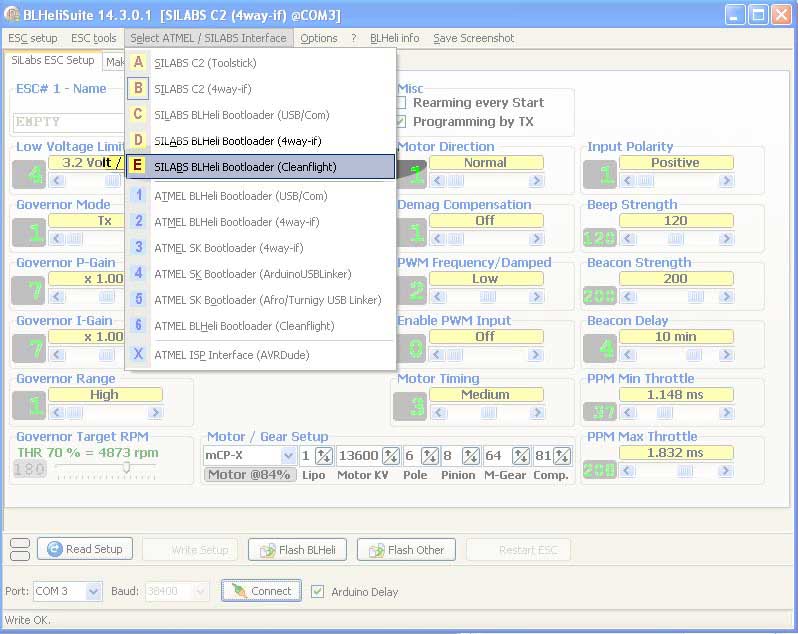 BLHeliSuite 14.3.0.1 [SILABS C2 (4way-if) @COM3]
ESC setup ESC tools Select ATMEL / SILABS Interface Options ? BLHeli info Save Screenshot
SiLabs ESC Setup Mak
A SILABS C2 (Toolstick)
B SILABS C2 (4way-if)
C SILABS BLHeli Bootloader (USB/Com)
D SILABS BLHeli Bootloader (4way-if)
E SILABS BLHeli Bootloader (Cleanflight)
1 ATMEL BLHeli Bootloader (USB/Com)
2 ATMEL BLHeli Bootloader (4way-if)
3 ATMEL SK Bootloader (4way-if)
4 ATMEL SK Bootloader (ArduinoUSBLinker)
5 ATMEL SK Bootloader (Afro/Turnigy USB Linker)
6 ATMEL BLHeli Bootloader (Cleanflight)
X ATMEL ISP Interface (AVRDude)
ESC# 1 - Name
EMPTY
Misc
Rearming every Start
Programming by TX
Low Voltage Limit
3.2 Volt /
4
Motor Direction
Normal
1
Input Polarity
Positive
1
Governor Mode
Tx
1
Demag Compensation
Off
1
Beep Strength
120
120
Governor P-Gain
x 1.00
7
PWM Frequency/Damped
Low
2
Beacon Strength
200
200
Governor I-Gain
x 1.00
7
Enable PWM Input
Off
0
Beacon Delay
10 min
4
Governor Range
High
1
Motor Timing
Medium
3
PPM Min Throttle
1.148 ms
37
Governor Target RPM
THR 70 % = 4873 rpm
180
Motor / Gear Setup
mCP-X 1 13600 6 8 64 81
Motor @84% Lipo Motor KV Pole Pinion M-Gear Comp.
PPM Max Throttle
1.832 ms
208
Read Setup Write Setup Flash BLHeli Flash Other Restart ESC
Port: COM 3 Baud: 38400 Connect Arduino Delay
Write OK.